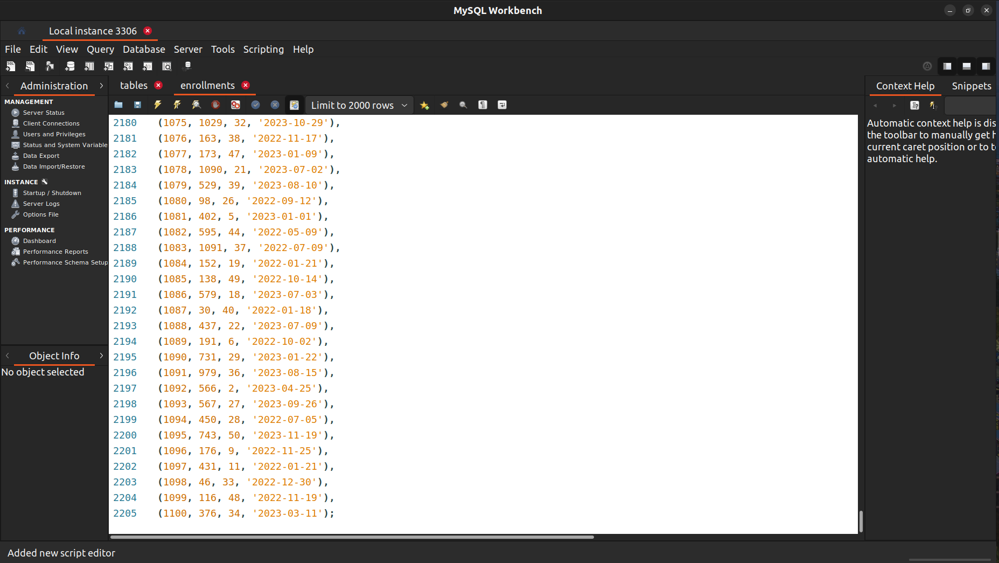 MySQL Workbench
Local instance 3306
File Edit View Query Database Server Tools Scripting Help
Administration
MANAGEMENT
Server Status
Client Connections
Users and Privileges
Status and System Variable
Data Export
Data Import/Restore
INSTANCE
Startup / Shutdown
Server Logs
Options File
PERFORMANCE
Dashboard
Performance Reports
Performance Schema Setup
Object Info
No object selected
tables
enrollments
Limit to 2000 rows
2180 (1075, 1029, 32, '2023-10-29'),
2181 (1076, 163, 38, '2022-11-17'),
2182 (1077, 173, 47, '2023-01-09'),
2183 (1078, 1090, 21, '2023-07-02'),
2184 (1079, 529, 39, '2023-08-10'),
2185 (1080, 98, 26, '2022-09-12'),
2186 (1081, 402, 5, '2023-01-01'),
2187 (1082, 595, 44, '2022-05-09'),
2188 (1083, 1091, 37, '2022-07-09'),
2189 (1084, 152, 19, '2022-01-21'),
2190 (1085, 138, 49, '2022-10-14'),
2191 (1086, 579, 18, '2023-07-03'),
2192 (1087, 30, 40, '2022-01-18'),
2193 (1088, 437, 22, '2023-07-09'),
2194 (1089, 191, 6, '2022-10-02'),
2195 (1090, 731, 29, '2023-01-22'),
2196 (1091, 979, 36, '2023-08-15'),
2197 (1092, 566, 2, '2023-04-25'),
2198 (1093, 567, 27, '2023-09-26'),
2199 (1094, 450, 28, '2022-07-05'),
2200 (1095, 743, 50, '2023-11-19'),
2201 (1096, 176, 9, '2022-11-25'),
2202 (1097, 431, 11, '2022-01-21'),
2203 (1098, 46, 33, '2022-12-30'),
2204 (1099, 116, 48, '2022-11-19'),
2205 (1100, 376, 34, '2023-03-11');
Context Help Snippets
Automatic context help is dis
the toolbar to manually get h
current caret position or to t
automatic help.
Added new script editor